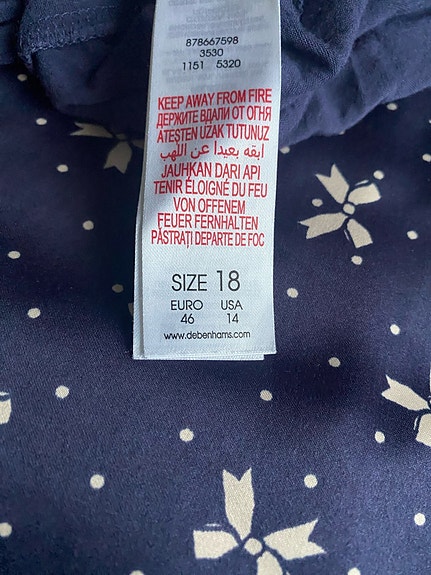 878667598
3530
1151 5320
KEEP AWAY FROM FIRE
ДЕРЖИТЕ ВДАЛИ ОТ ОГНЯ
ATEŞTEN UZAK TUTUNUZ
ابقه بعيدا عن اللهب
JAUHKAN DARI API
TENIR ÉLOIGNÉ DU FEU
VON OFFENEM
FEUER FERNHALTEN
PĂSTRAŢI DEPARTE DE FOC
SIZE 18
EURO USA
46 14
www.debenhams.com